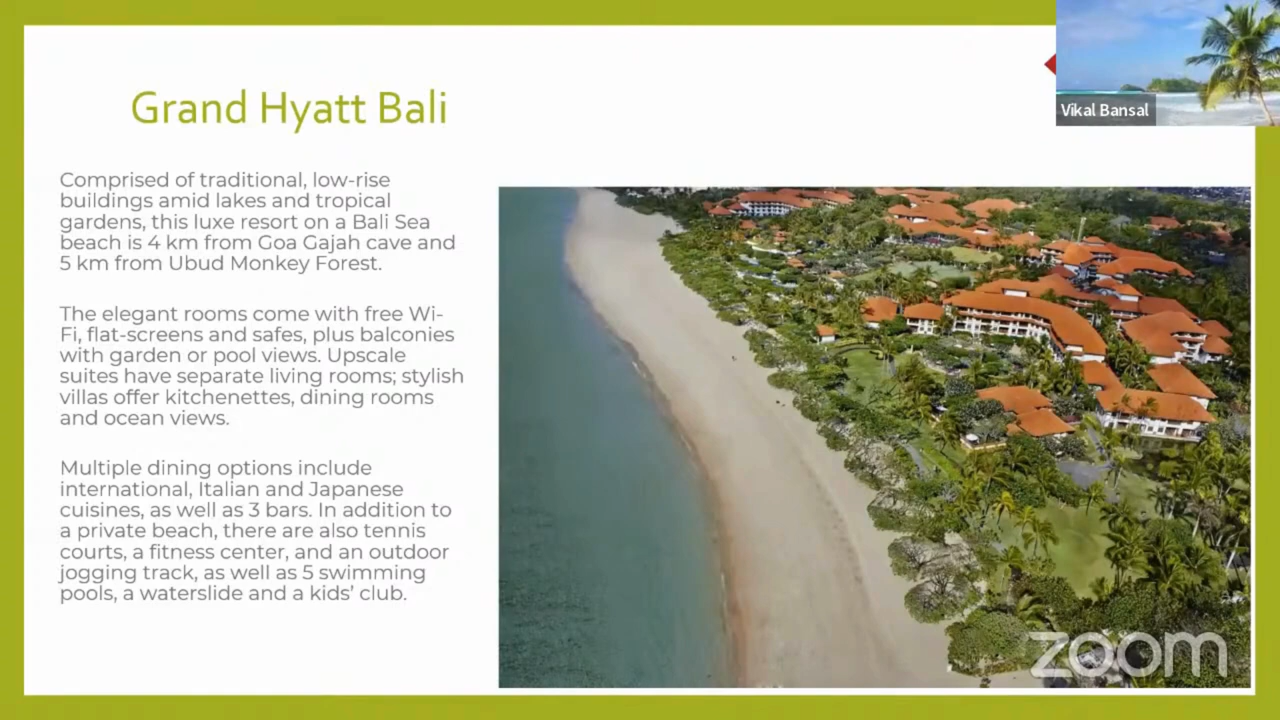 Grand Hyatt Bali
Vikal Bansal
Comprised of traditional, low-rise
buildings amid lakes and tropical
gardens, this luxe resort on a Bali Sea
beach is 4 km from Goa Gajah cave and
5 km from Ubud Monkey Forest.
The elegant rooms come with free Wi-
Fi, flat-screens and safes, plus balconies
with garden or pool views. Upscale
suites have separate living rooms; stylish
villas offer kitchenettes, dining rooms
and ocean views.
Multiple dining options include
international, Italian and Japanese
cuisines, as well as 3 bars. In addition to
a private beach, there are also tennis
courts, a fitness center, and an outdoor
jogging track, as well as 5 swimming
pools, a waterslide and a kids’ club.
zoom